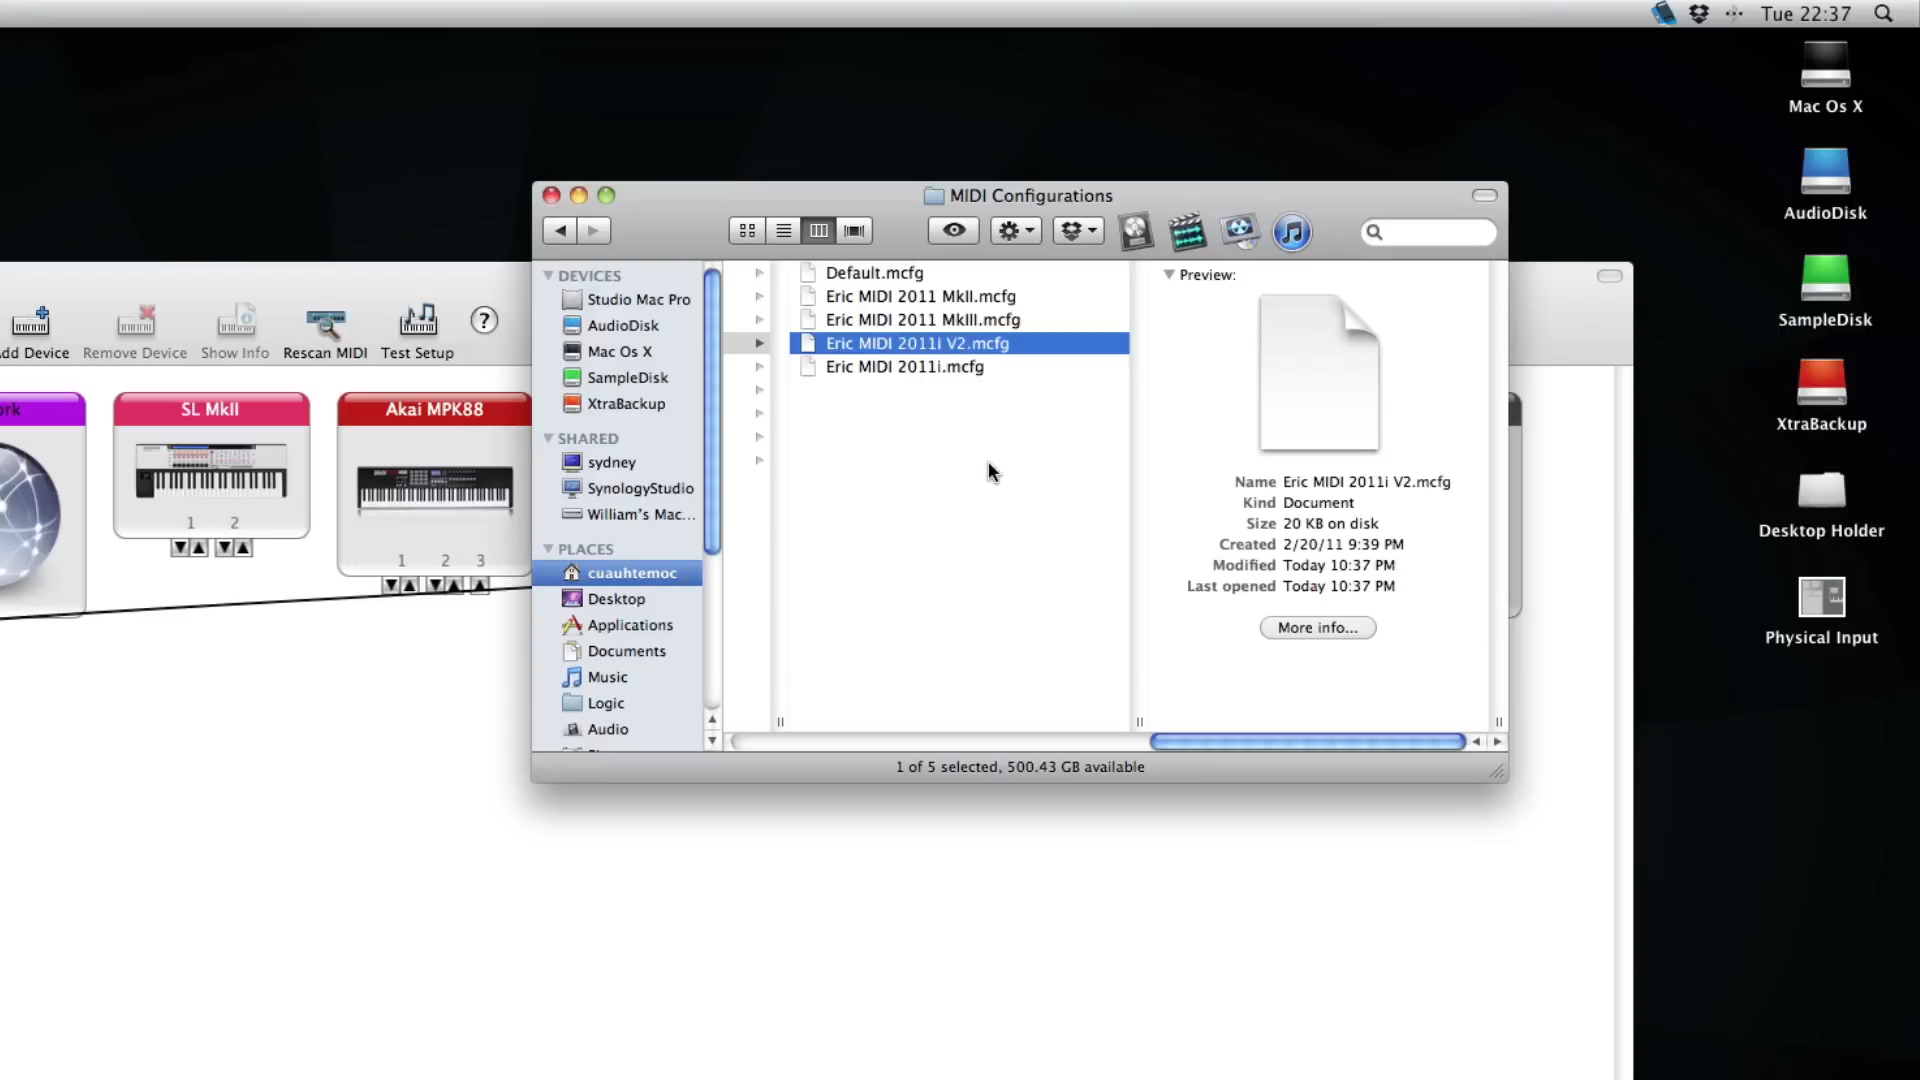 Tue 22:37
Mac Os X
AudioDisk
SampleDisk
XtraBackup
Desktop Holder
Physical Input
MIDI Configurations
DEVICES
Studio Mac Pro
AudioDisk
Mac Os X
SampleDisk
XtraBackup
SHARED
sydney
SynologyStudio
William's Mac...
PLACES
cuauhtemoc
Desktop
Applications
Documents
Music
Logic
Audio
Default.mcfg
Eric MIDI 2011 MkII.mcfg
Eric MIDI 2011 MkIII.mcfg
Eric MIDI 2011i V2.mcfg
Eric MIDI 2011i.mcfg
Preview:
Name Eric MIDI 2011i V2.mcfg
Kind Document
Size 20 KB on disk
Created 2/20/11 9:39 PM
Modified Today 10:37 PM
Last opened Today 10:37 PM
More info...
1 of 5 selected, 500.43 GB available
dd Device
Remove Device
Show Info
Rescan MIDI
Test Setup
?
ork
SL MkII
1 2
Akai MPK88
1 2 3